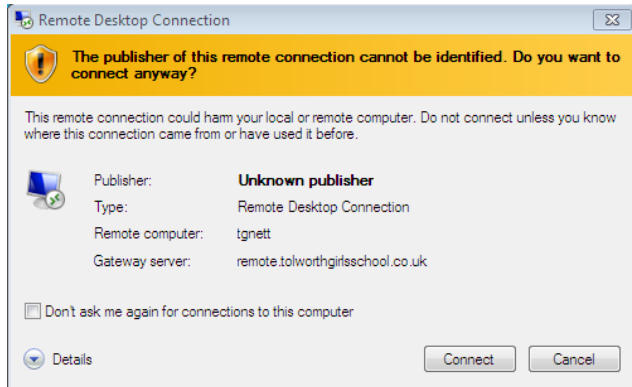 Remote Desktop Connection
The publisher of this remote connection cannot be identified. Do you want to
connect anyway?
This remote connection could harm your local or remote computer. Do not connect unless you know
where this connection came from or have used it before.
Publisher: Unknown publisher
Type: Remote Desktop Connection
Remote computer: tgnett
Gateway server: remote.tolworthgirlsschool.co.uk
Don't ask me again for connections to this computer
Details Connect Cancel